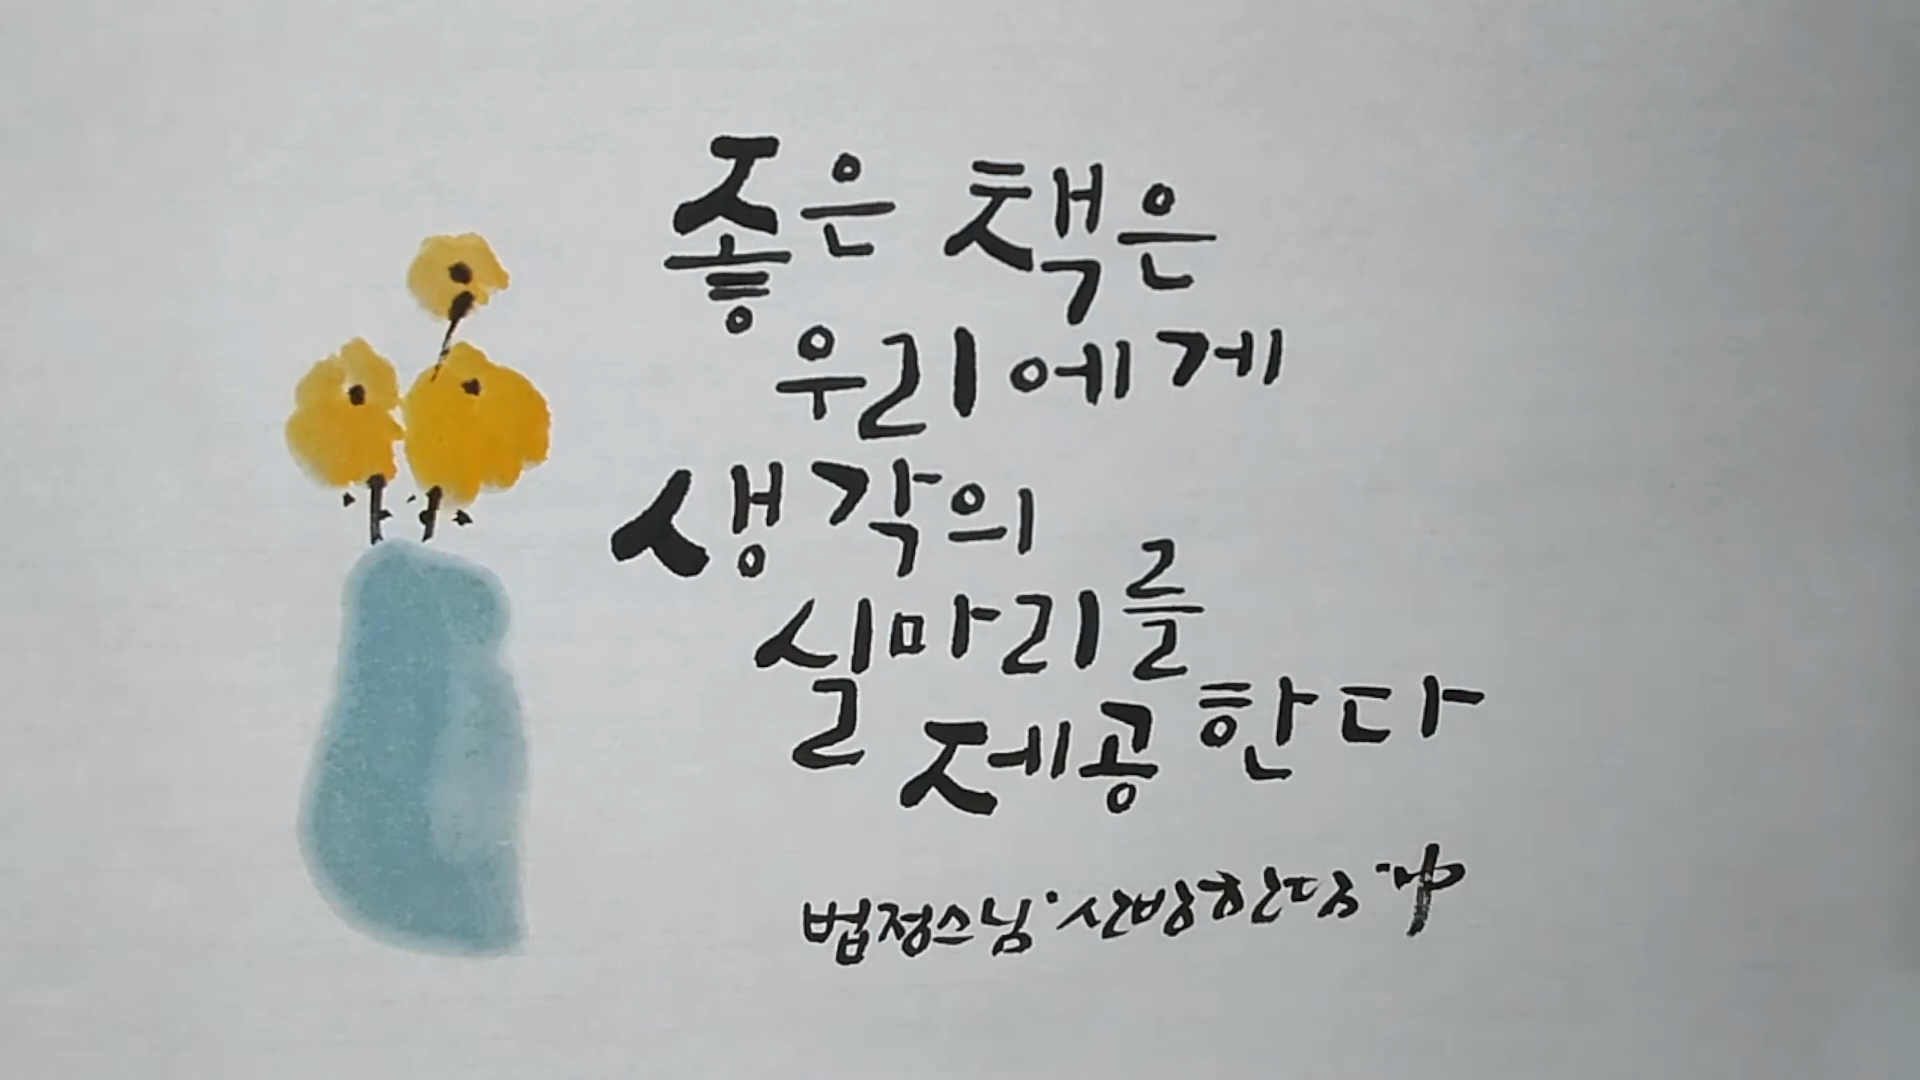 좋은 책은
우리에게
생각의
실마리를
제공한다
법정스님·산방한담·中